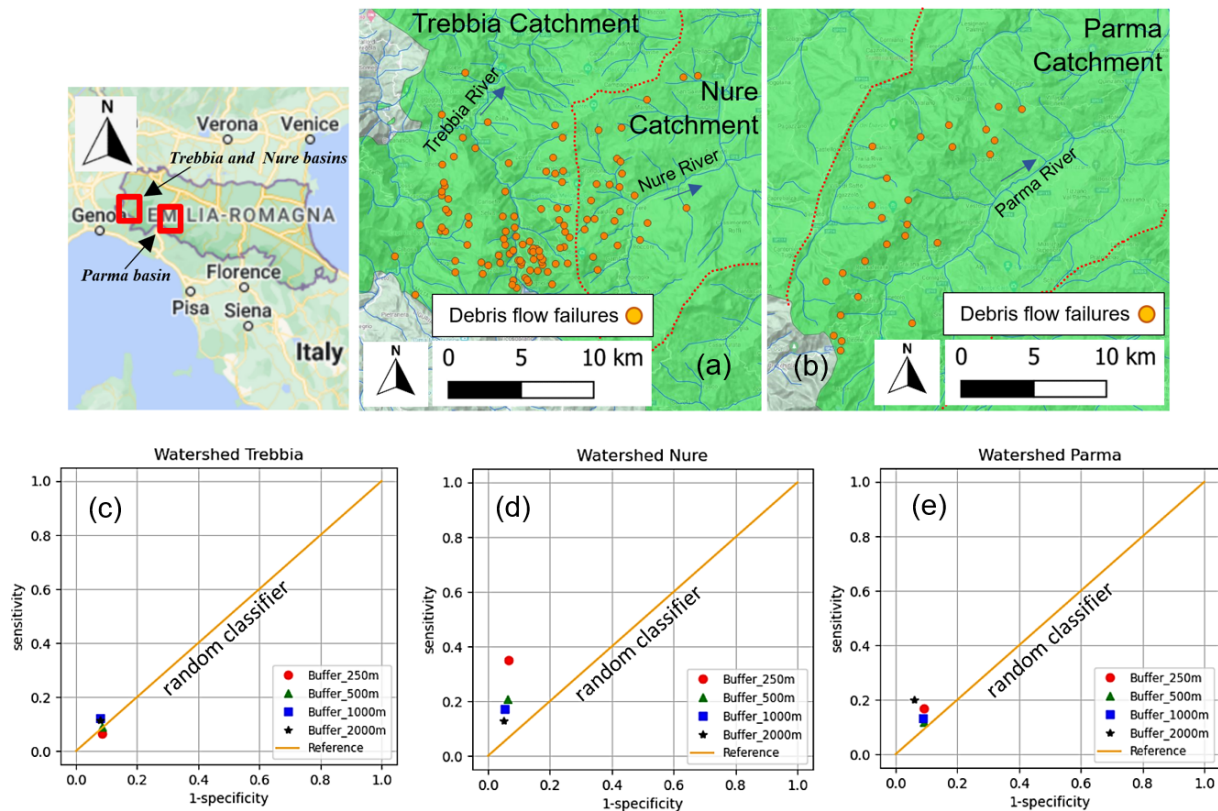 N
Verona
Venice
Trebbia and Nure basins
Geno
EMILIA-ROMAGNA
Parma basin
Florence
Pisa
Siena
Italy
Trebbia Catchment
Trebbia River
Nure
Catchment
Nure River
Debris flow failures
N
0 5 10 km
(a)
Parma
Catchment
Parma River
Debris flow failures
(b)
N
0 5 10 km
Watershed Trebbia
(c)
sensitivity
1.0
0.8
0.6
0.4
0.2
0.0
random classifier
Buffer_250m
Buffer_500m
Buffer_1000m
Buffer_2000m
Reference
0.0 0.2 0.4 0.6 0.8 1.0
1-specificity
Watershed Nure
(d)
sensitivity
1.0
0.8
0.6
0.4
0.2
0.0
random classifier
Buffer_250m
Buffer_500m
Buffer_1000m
Buffer_2000m
Reference
0.0 0.2 0.4 0.6 0.8 1.0
1-specificity
Watershed Parma
(e)
sensitivity
1.0
0.8
0.6
0.4
0.2
0.0
random classifier
Buffer_250m
Buffer_500m
Buffer_1000m
Buffer_2000m
Reference
0.0 0.2 0.4 0.6 0.8 1.0
1-specificity